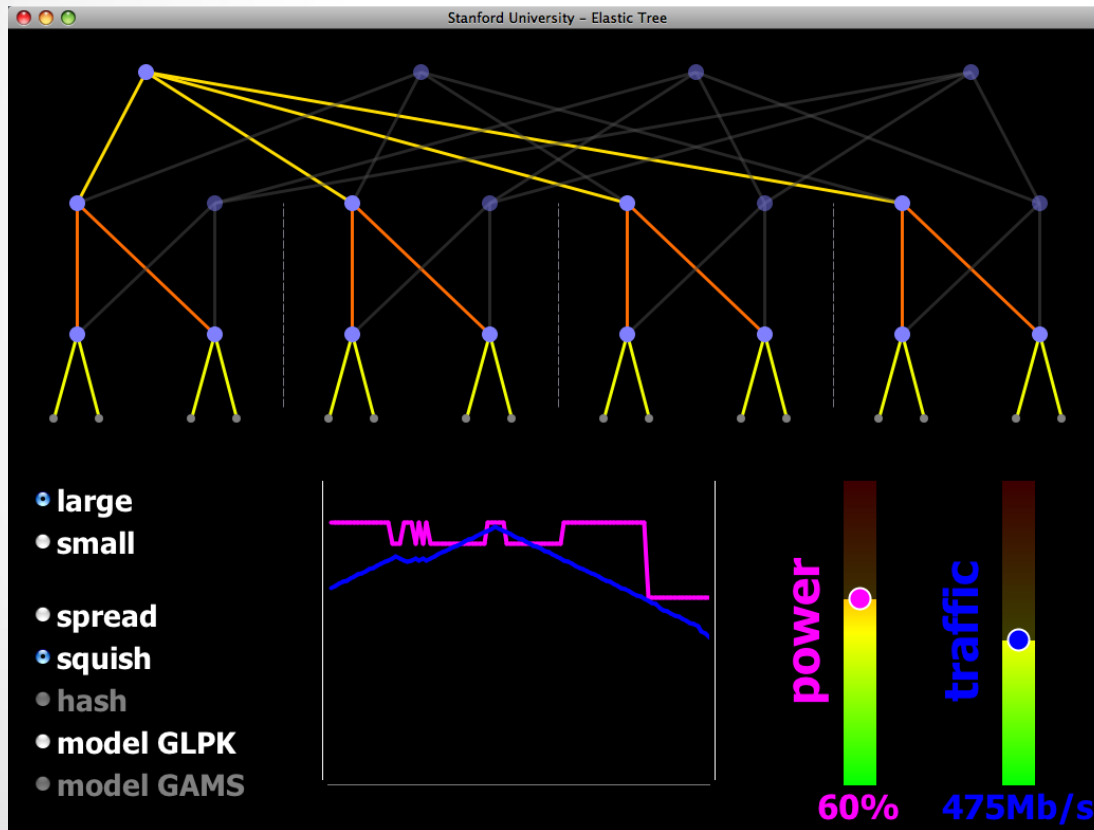 Stanford University – Elastic Tree
large
small
spread
squish
hash
model GLPK
model GAMS
power
60%
traffic
475Mb/s